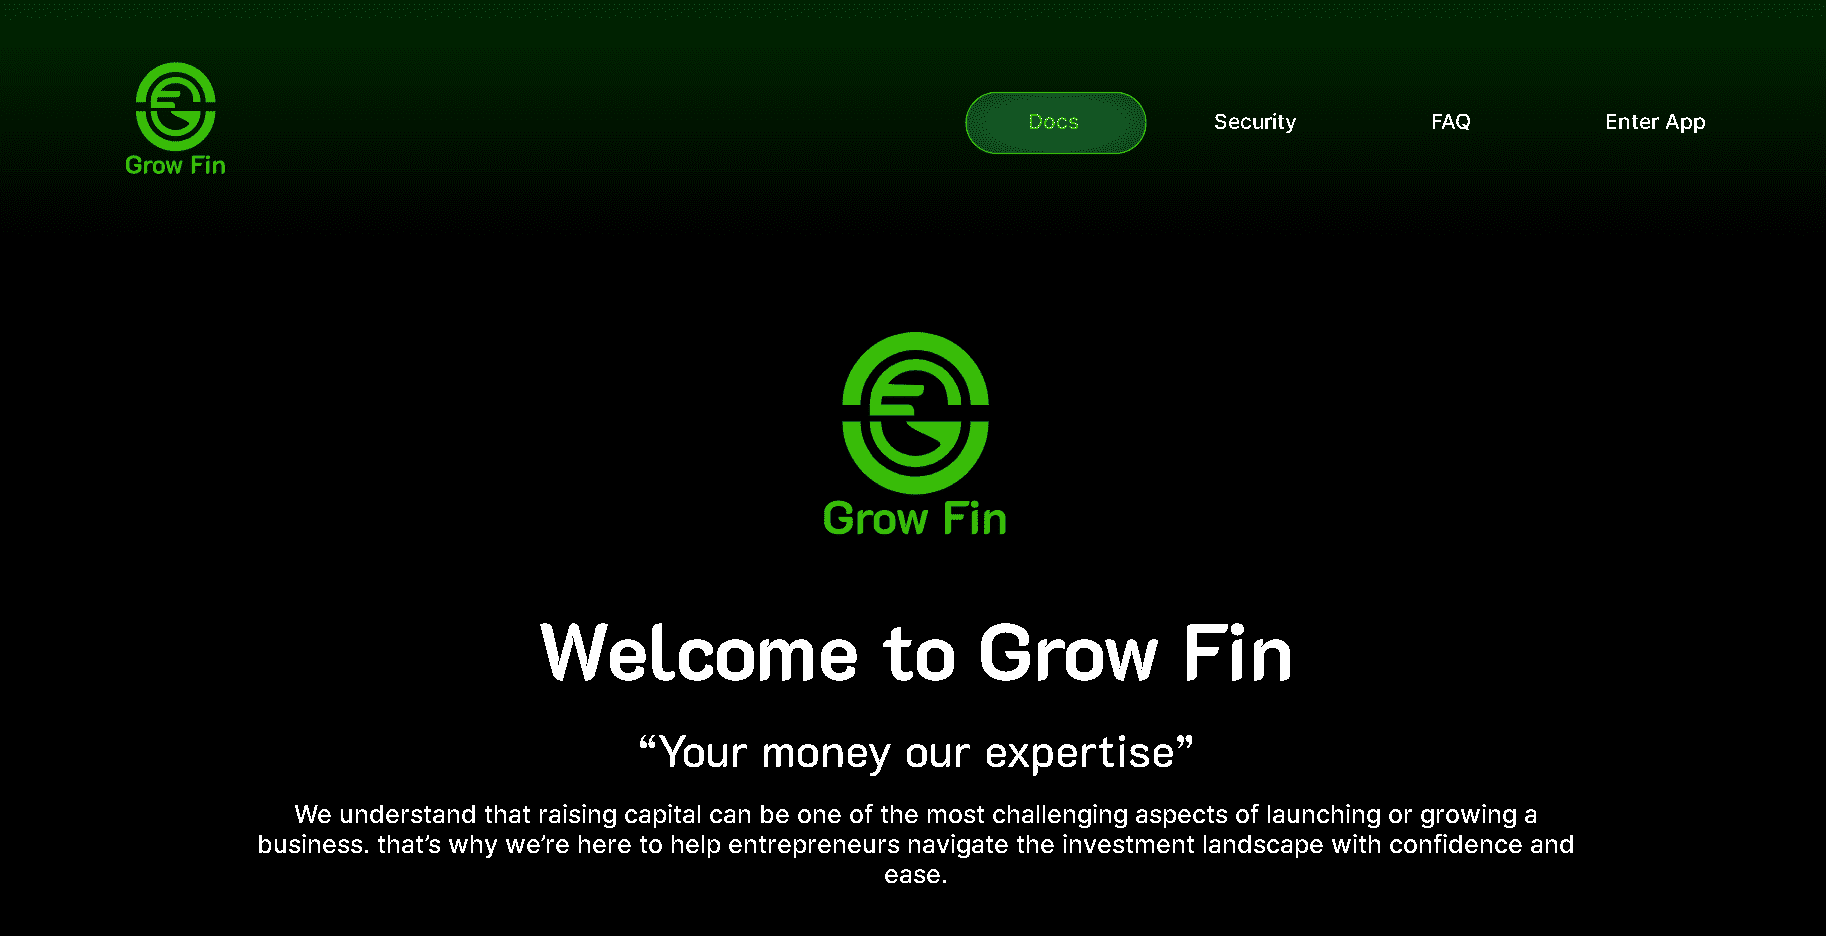 Grow Fin
Docs
Security
FAQ
Enter App
Grow Fin
Welcome to Grow Fin
“Your money our expertise”
We understand that raising capital can be one of the most challenging aspects of launching or growing a
business. that’s why we’re here to help entrepreneurs navigate the investment landscape with confidence and
ease.